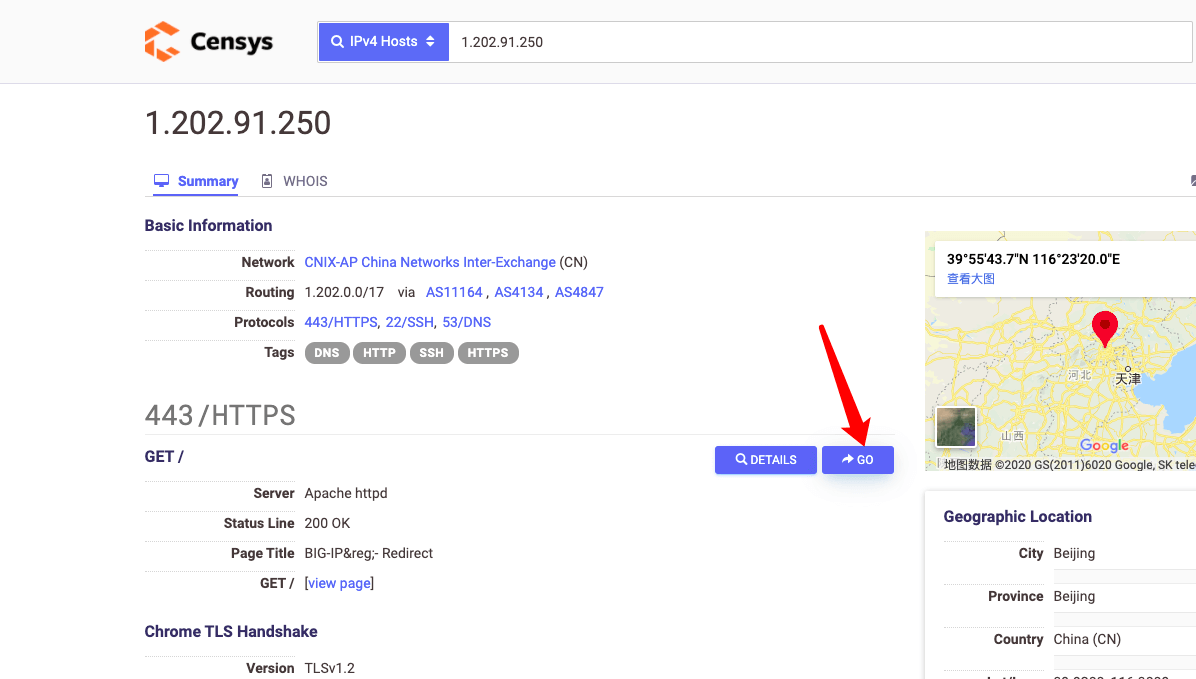 Censys
IPv4 Hosts
1.202.91.250
1.202.91.250
Summary
WHOIS
Basic Information
Network CNIX-AP China Networks Inter-Exchange (CN)
Routing 1.202.0.0/17 via AS11164 , AS4134 , AS4847
Protocols 443/HTTPS, 22/SSH, 53/DNS
Tags DNS HTTP SSH HTTPS
443/HTTPS
GET /
DETAILS
GO
Server Apache httpd
Status Line 200 OK
Page Title BIG-IP&reg;- Redirect
GET / [view page]
Chrome TLS Handshake
Version TLSv1.2
39°55'43.7"N 116°23'20.0"E
查看大图
河北
天津
山西
Google
地图数据 ©2020 GS(2011)6020 Google, SK tele
Geographic Location
City Beijing
Province Beijing
Country China (CN)